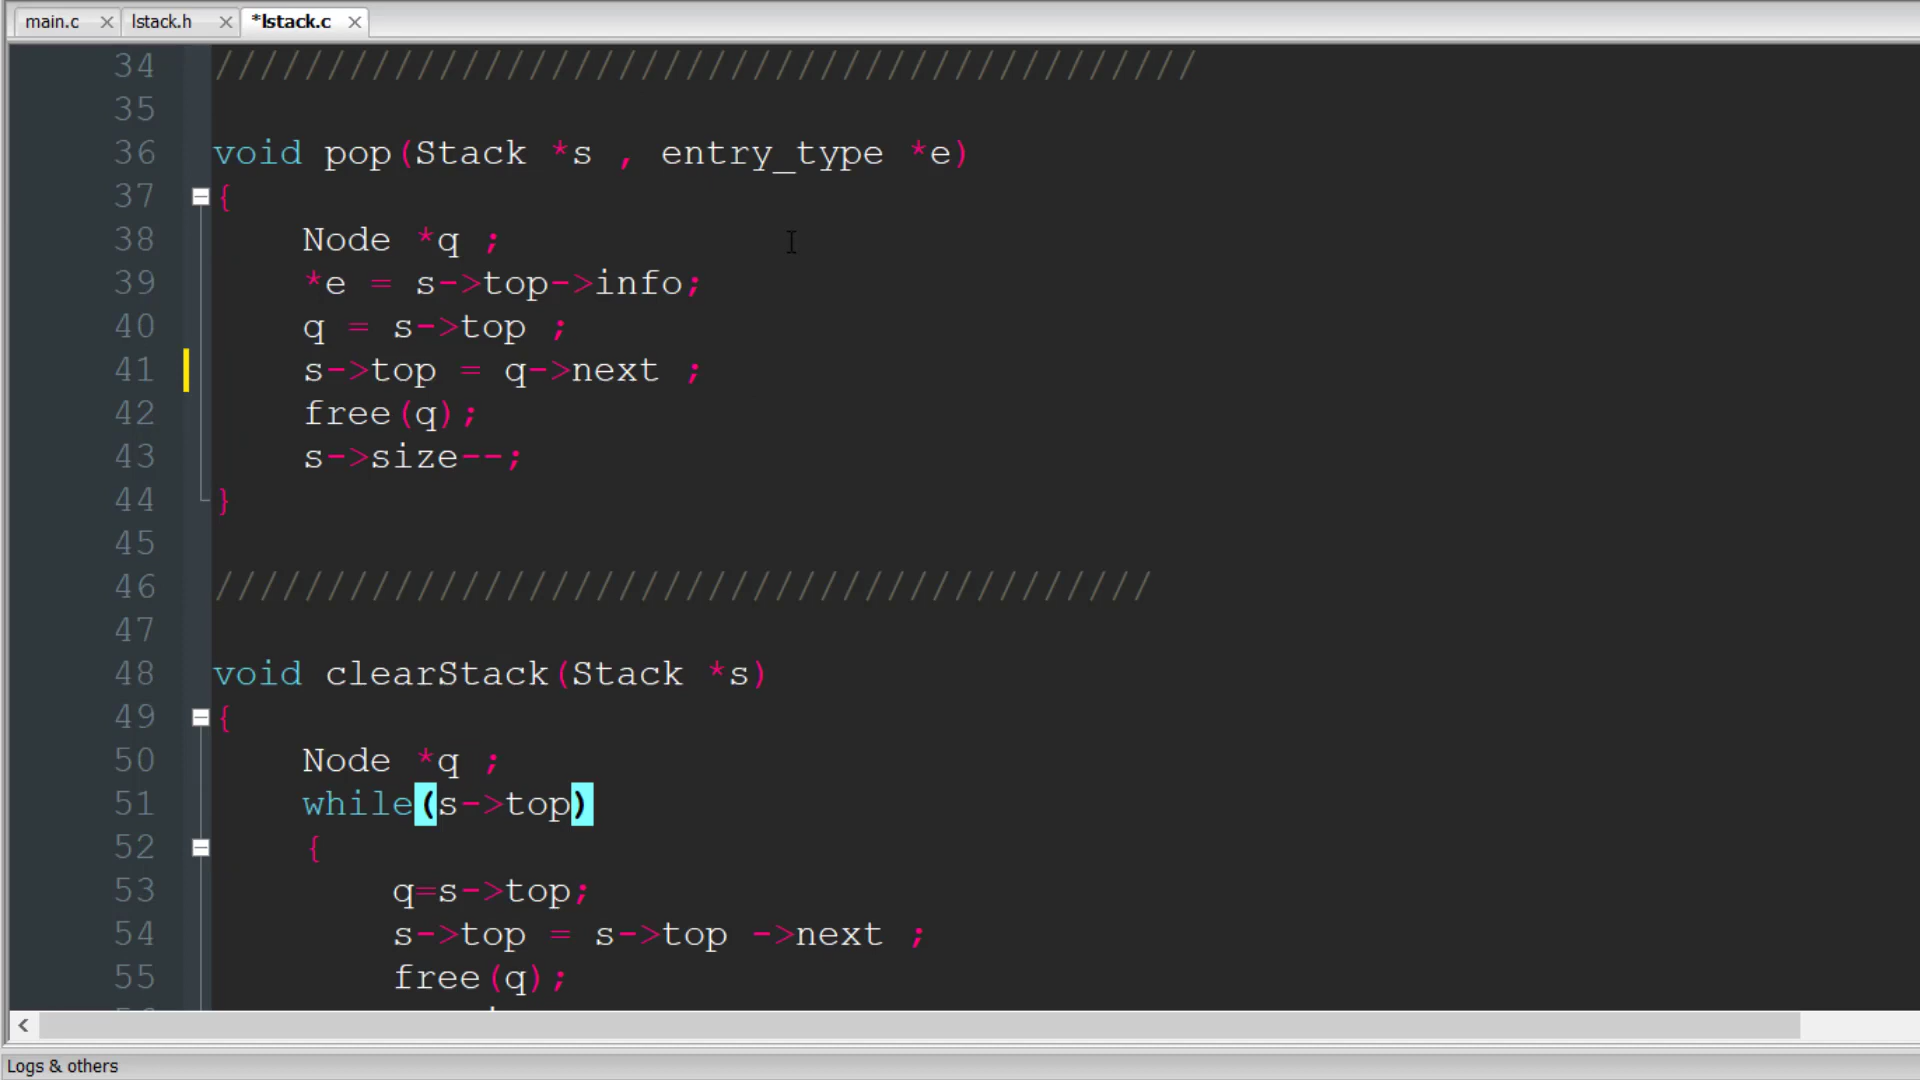 main.c lstack.h *lstack.c
34 ////////////////////////////////////////////
35
36 void pop(Stack *s , entry_type *e)
37 {
38 Node *q ;
39 *e = s->top->info;
40 q = s->top ;
41 s->top = q->next ;
42 free(q);
43 s->size--;
44 }
45
46 //////////////////////////////////////////
47
48 void clearStack(Stack *s)
49 {
50 Node *q ;
51 while(s->top)
52 {
53 q=s->top;
54 s->top = s->top ->next ;
55 free(q);
Logs & others